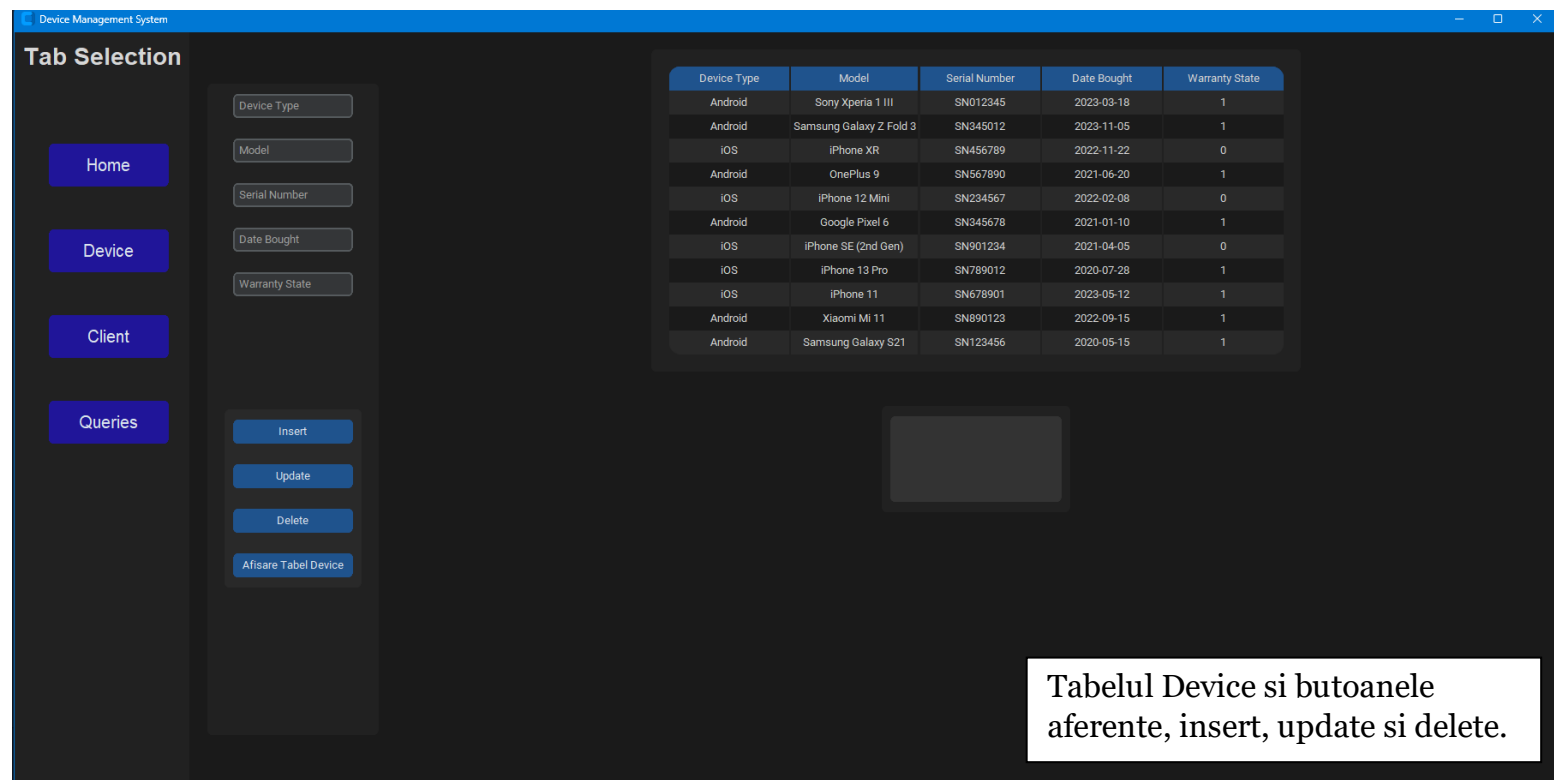 Device Management System
Tab Selection
Home
Device
Client
Queries
Device Type
Model
Serial Number
Date Bought
Warranty State
Insert
Update
Delete
Afisare Tabel Device
Device Type Model Serial Number Date Bought Warranty State
Android Sony Xperia 1 III SN012345 2023-03-18 1
Android Samsung Galaxy Z Fold 3 SN345012 2023-11-05 1
iOS iPhone XR SN456789 2022-11-22 0
Android OnePlus 9 SN567890 2021-06-20 1
iOS iPhone 12 Mini SN234567 2022-02-08 0
Android Google Pixel 6 SN345678 2021-01-10 1
iOS iPhone SE (2nd Gen) SN901234 2021-04-05 0
iOS iPhone 13 Pro SN789012 2020-07-28 1
iOS iPhone 11 SN678901 2023-05-12 1
Android Xiaomi Mi 11 SN890123 2022-09-15 1
Android Samsung Galaxy S21 SN123456 2020-05-15 1
Tabelul Device si butoanele
aferente, insert, update si delete.